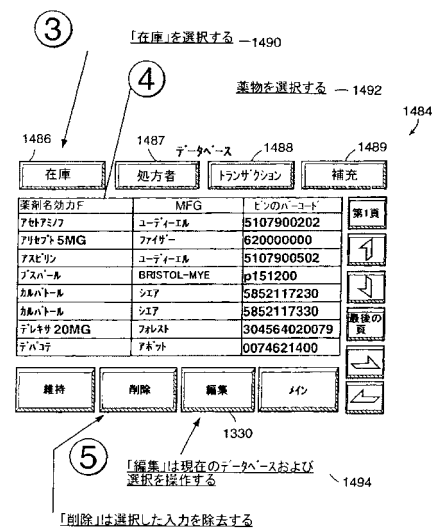 ③
「在庫」を選択する 1490
④
薬物を選択する 1492
1484
1486
1487
1488
1489
データベース
在庫 処方者 トランザクション 補充
薬剤名効力F MFG ビンのバーコード
アセトアミノフ ユーディーエル 5107900202
アリセプト 5MG ファイザー 620000000
アスピリン ユーディーエル 5107900502
ブスパール BRISTOL-MYE p151200
カルバトール シエア 5852117230
カルバトール シエア 5852117330
デレキサ 20MG フォレスト 304564020079
デパコテ アボット 0074621400
第1頁
最後の
頁
維持 削除 編集 メイン
1330
⑤
「編集」は現在のデータベースおよび
選択を操作する
1494
「削除」は選択した入力を除去する